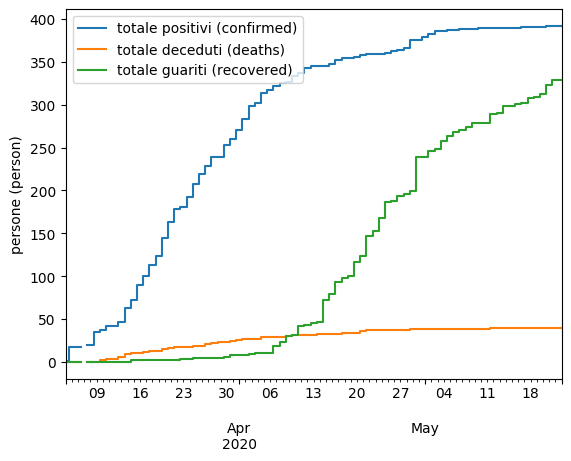 totale positivi (confirmed)
totale deceduti (deaths)
totale guariti (recovered)
persone (person)
400
350
300
250
200
150
100
50
0
09 16 23 30 06 13 20 27 04 11 18
Apr May
2020